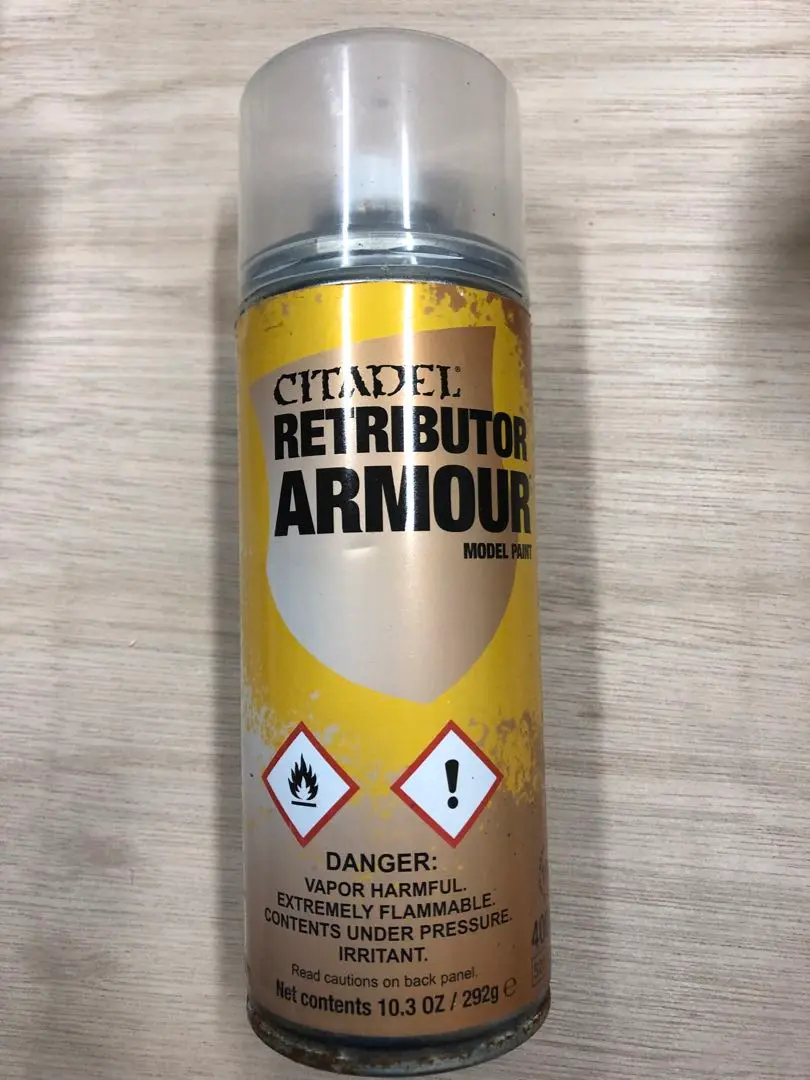 CITADEL®
RETRIBUTOR
ARMOUR
MODEL PAINT
DANGER:
VAPOR HARMFUL.
EXTREMELY FLAMMABLE.
CONTENTS UNDER PRESSURE.
IRRITANT.
Read cautions on back panel.
Net contents 10.3 OZ / 292g ℮